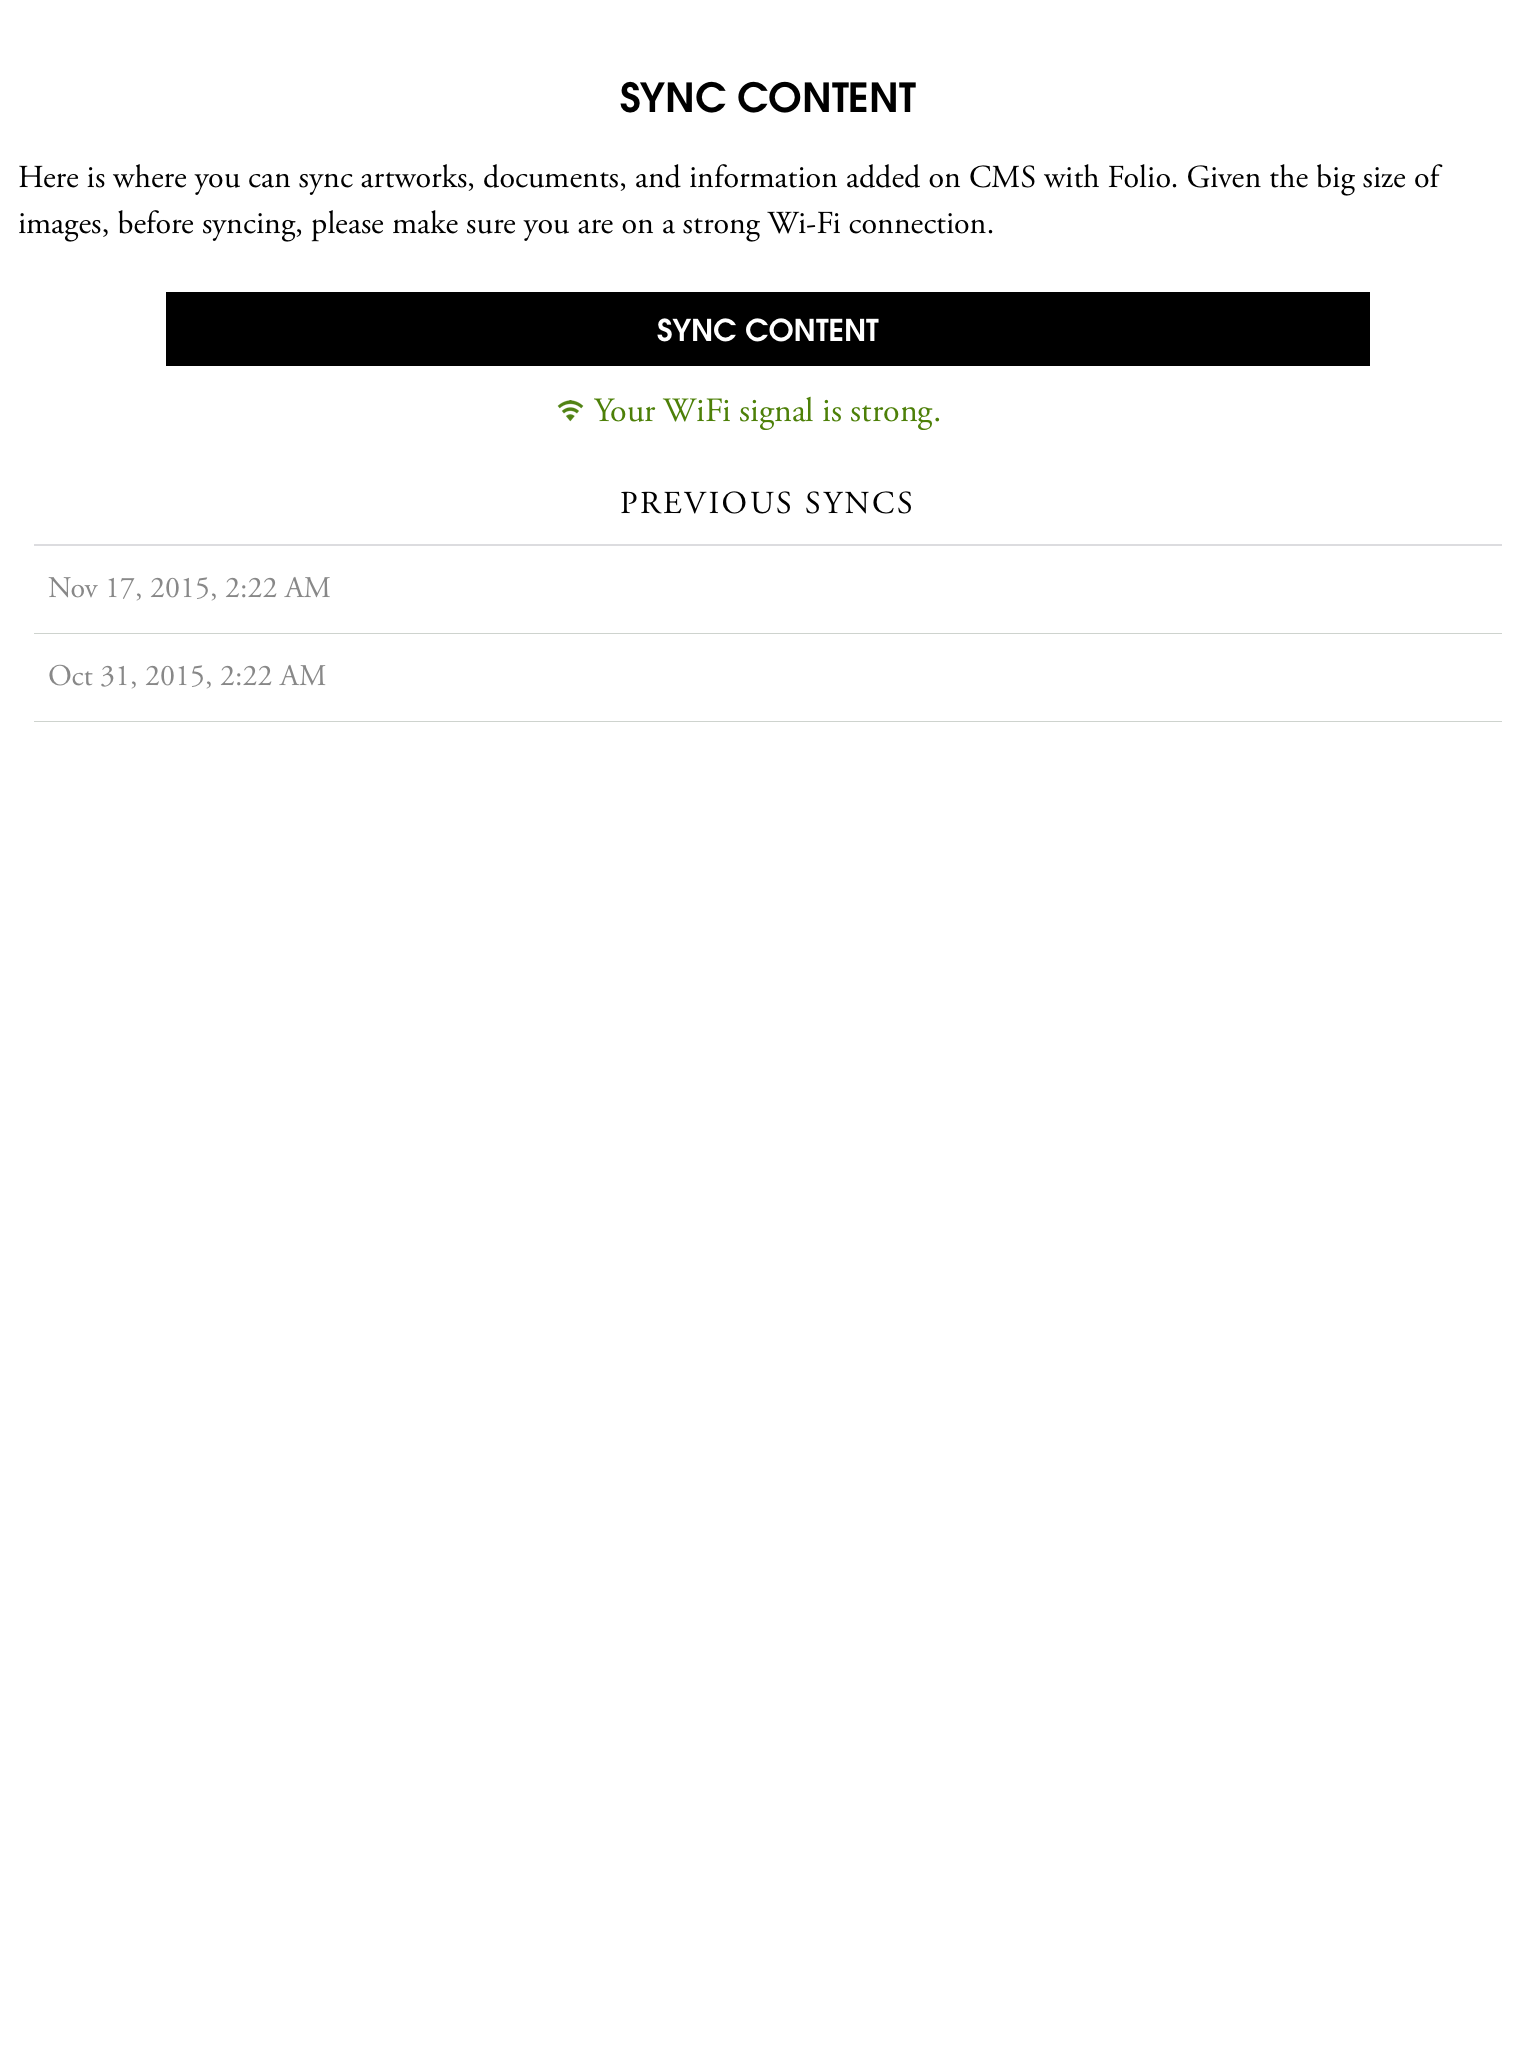 SYNC CONTENT
Here is where you can sync artworks, documents, and information added on CMS with Folio. Given the big size of
images, before syncing, please make sure you are on a strong Wi-Fi connection.
SYNC CONTENT
Your WiFi signal is strong.
PREVIOUS SYNCS
Nov 17, 2015, 2:22 AM
Oct 31, 2015, 2:22 AM